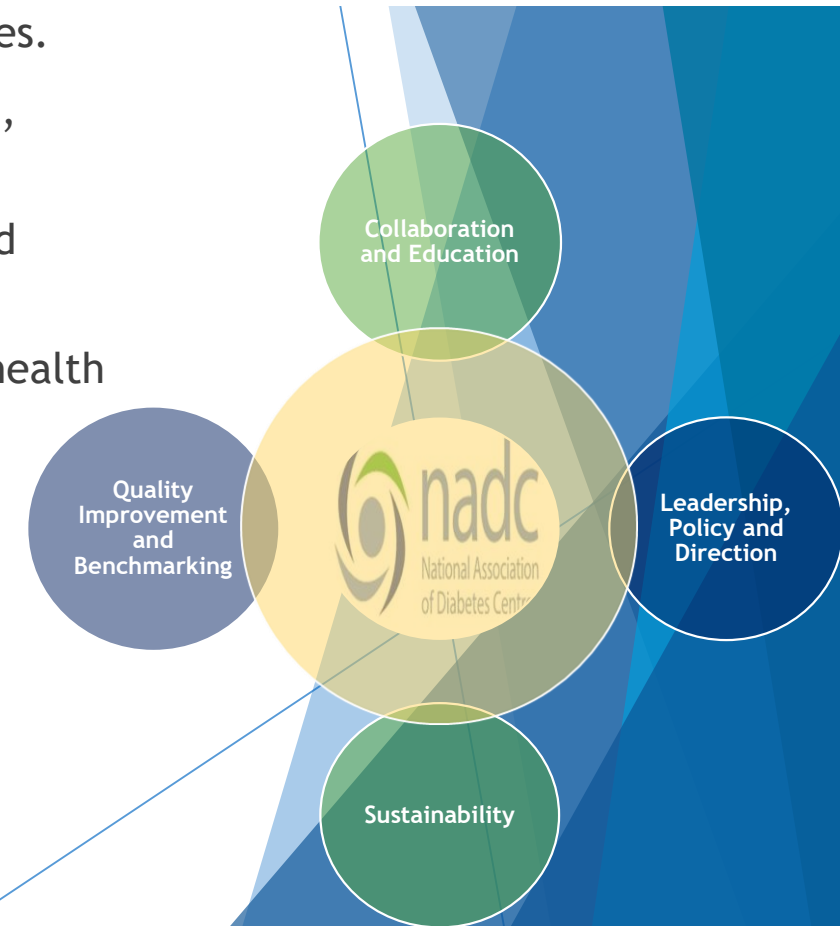 es.
,
d
health
Collaboration
and Education
Quality
Improvement
and
Benchmarking
nadc
National Association
of Diabetes Centr
Leadership,
Policy and
Direction
Sustainability